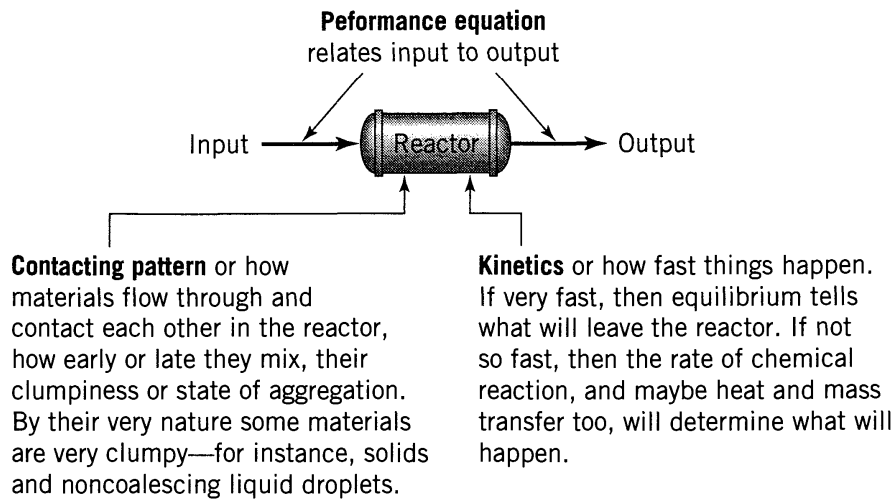 Peformance equation
relates input to output
Input
Reactor
Output
Contacting pattern or how
materials flow through and
contact each other in the reactor,
how early or late they mix, their
clumpiness or state of aggregation.
By their very nature some materials
are very clumpy—for instance, solids
and noncoalescing liquid droplets.
Kinetics or how fast things happen.
If very fast, then equilibrium tells
what will leave the reactor. If not
so fast, then the rate of chemical
reaction, and maybe heat and mass
transfer too, will determine what will
happen.